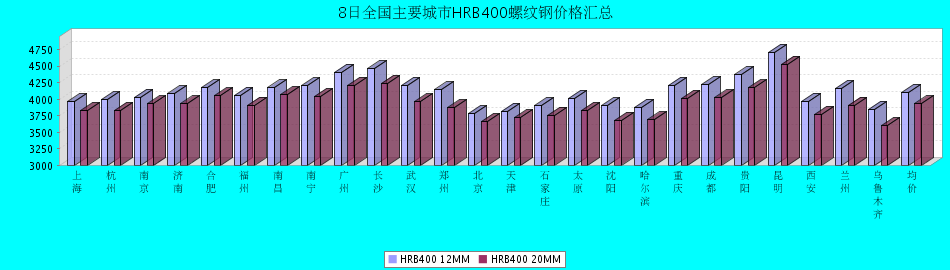 8日全国主要城市HRB400螺纹钢价格汇总
4750
4500
4250
4000
3750
3500
3250
3000
上海
杭州
南京
济南
合肥
福州
南昌
南宁
广州
长沙
武汉
郑州
北京
天津
石家庄
太原
沈阳
哈尔滨
重庆
成都
贵阳
昆明
西安
兰州
乌鲁木齐
均价
HRB400 12MM HRB400 20MM